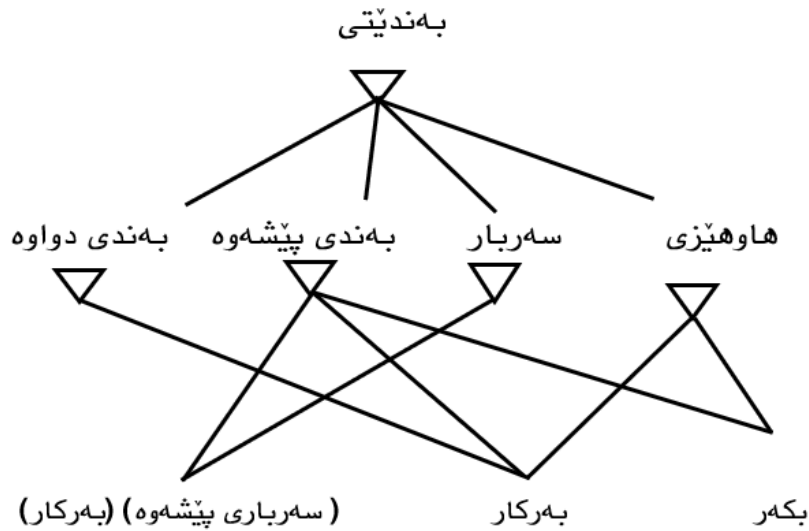 بەندێتی
هاوهێزی سەربار بەندی پێشەوە بەندی دواوە
بکەر بەرکار (سەرباری پێشەوە) (بەرکار)